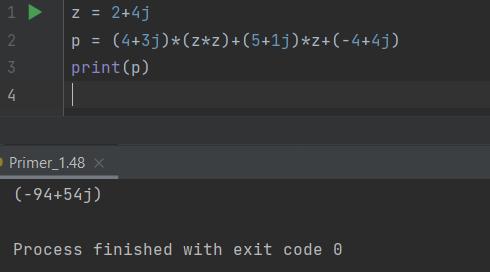 1 z = 2+4j
2 p = (4+3j)*(z*z)+(5+1j)*z+(-4+4j)
3 print(p)
4
Primer_1.48 ×
(-94+54j)
Process finished with exit code 0